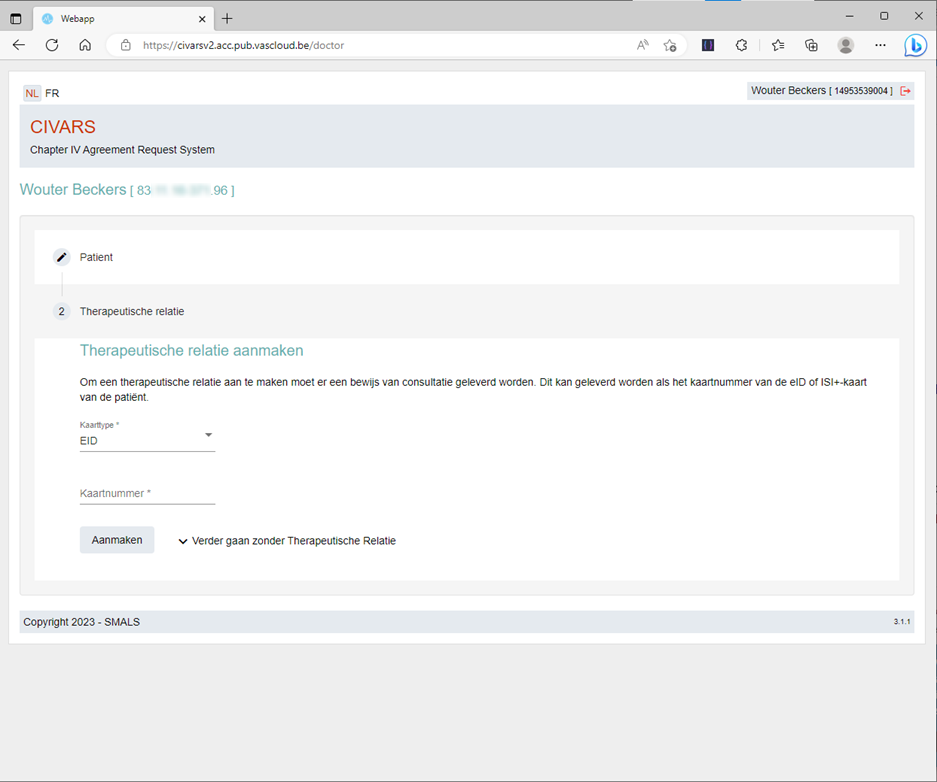 Webapp
https://civarsv2.acc.pub.vascloud.be/doctor
NL FR
Wouter Beckers [ 14953539004 ]
CIVARS
Chapter IV Agreement Request System
Wouter Beckers [ 83 .96 ]
Patient
2 Therapeutische relatie
Therapeutische relatie aanmaken
Om een therapeutische relatie aan te maken moet er een bewijs van consultatie geleverd worden. Dit kan geleverd worden als het kaartnummer van de eID of ISI+-kaart
van de patiënt.
Kaarttype *
EID
Kaartnummer *
Aanmaken
Verder gaan zonder Therapeutische Relatie
Copyright 2023 - SMALS
3.1.1